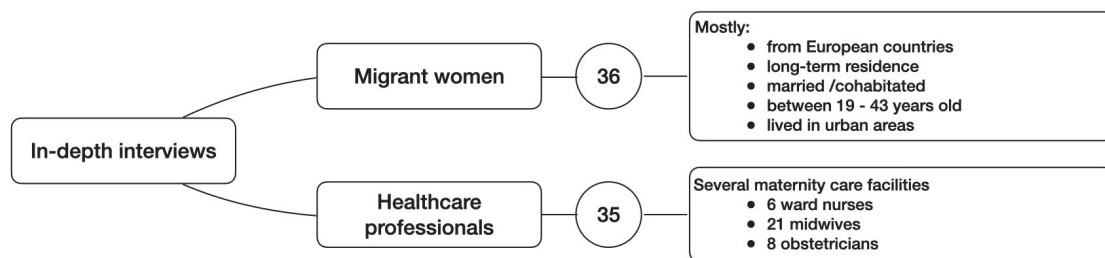 In-depth interviews
Migrant women
36
Mostly:
● from European countries
● long-term residence
● married /cohabitated
● between 19 - 43 years old
● lived in urban areas
Healthcare
professionals
35
Several maternity care facilities
● 6 ward nurses
● 21 midwives
● 8 obstetricians